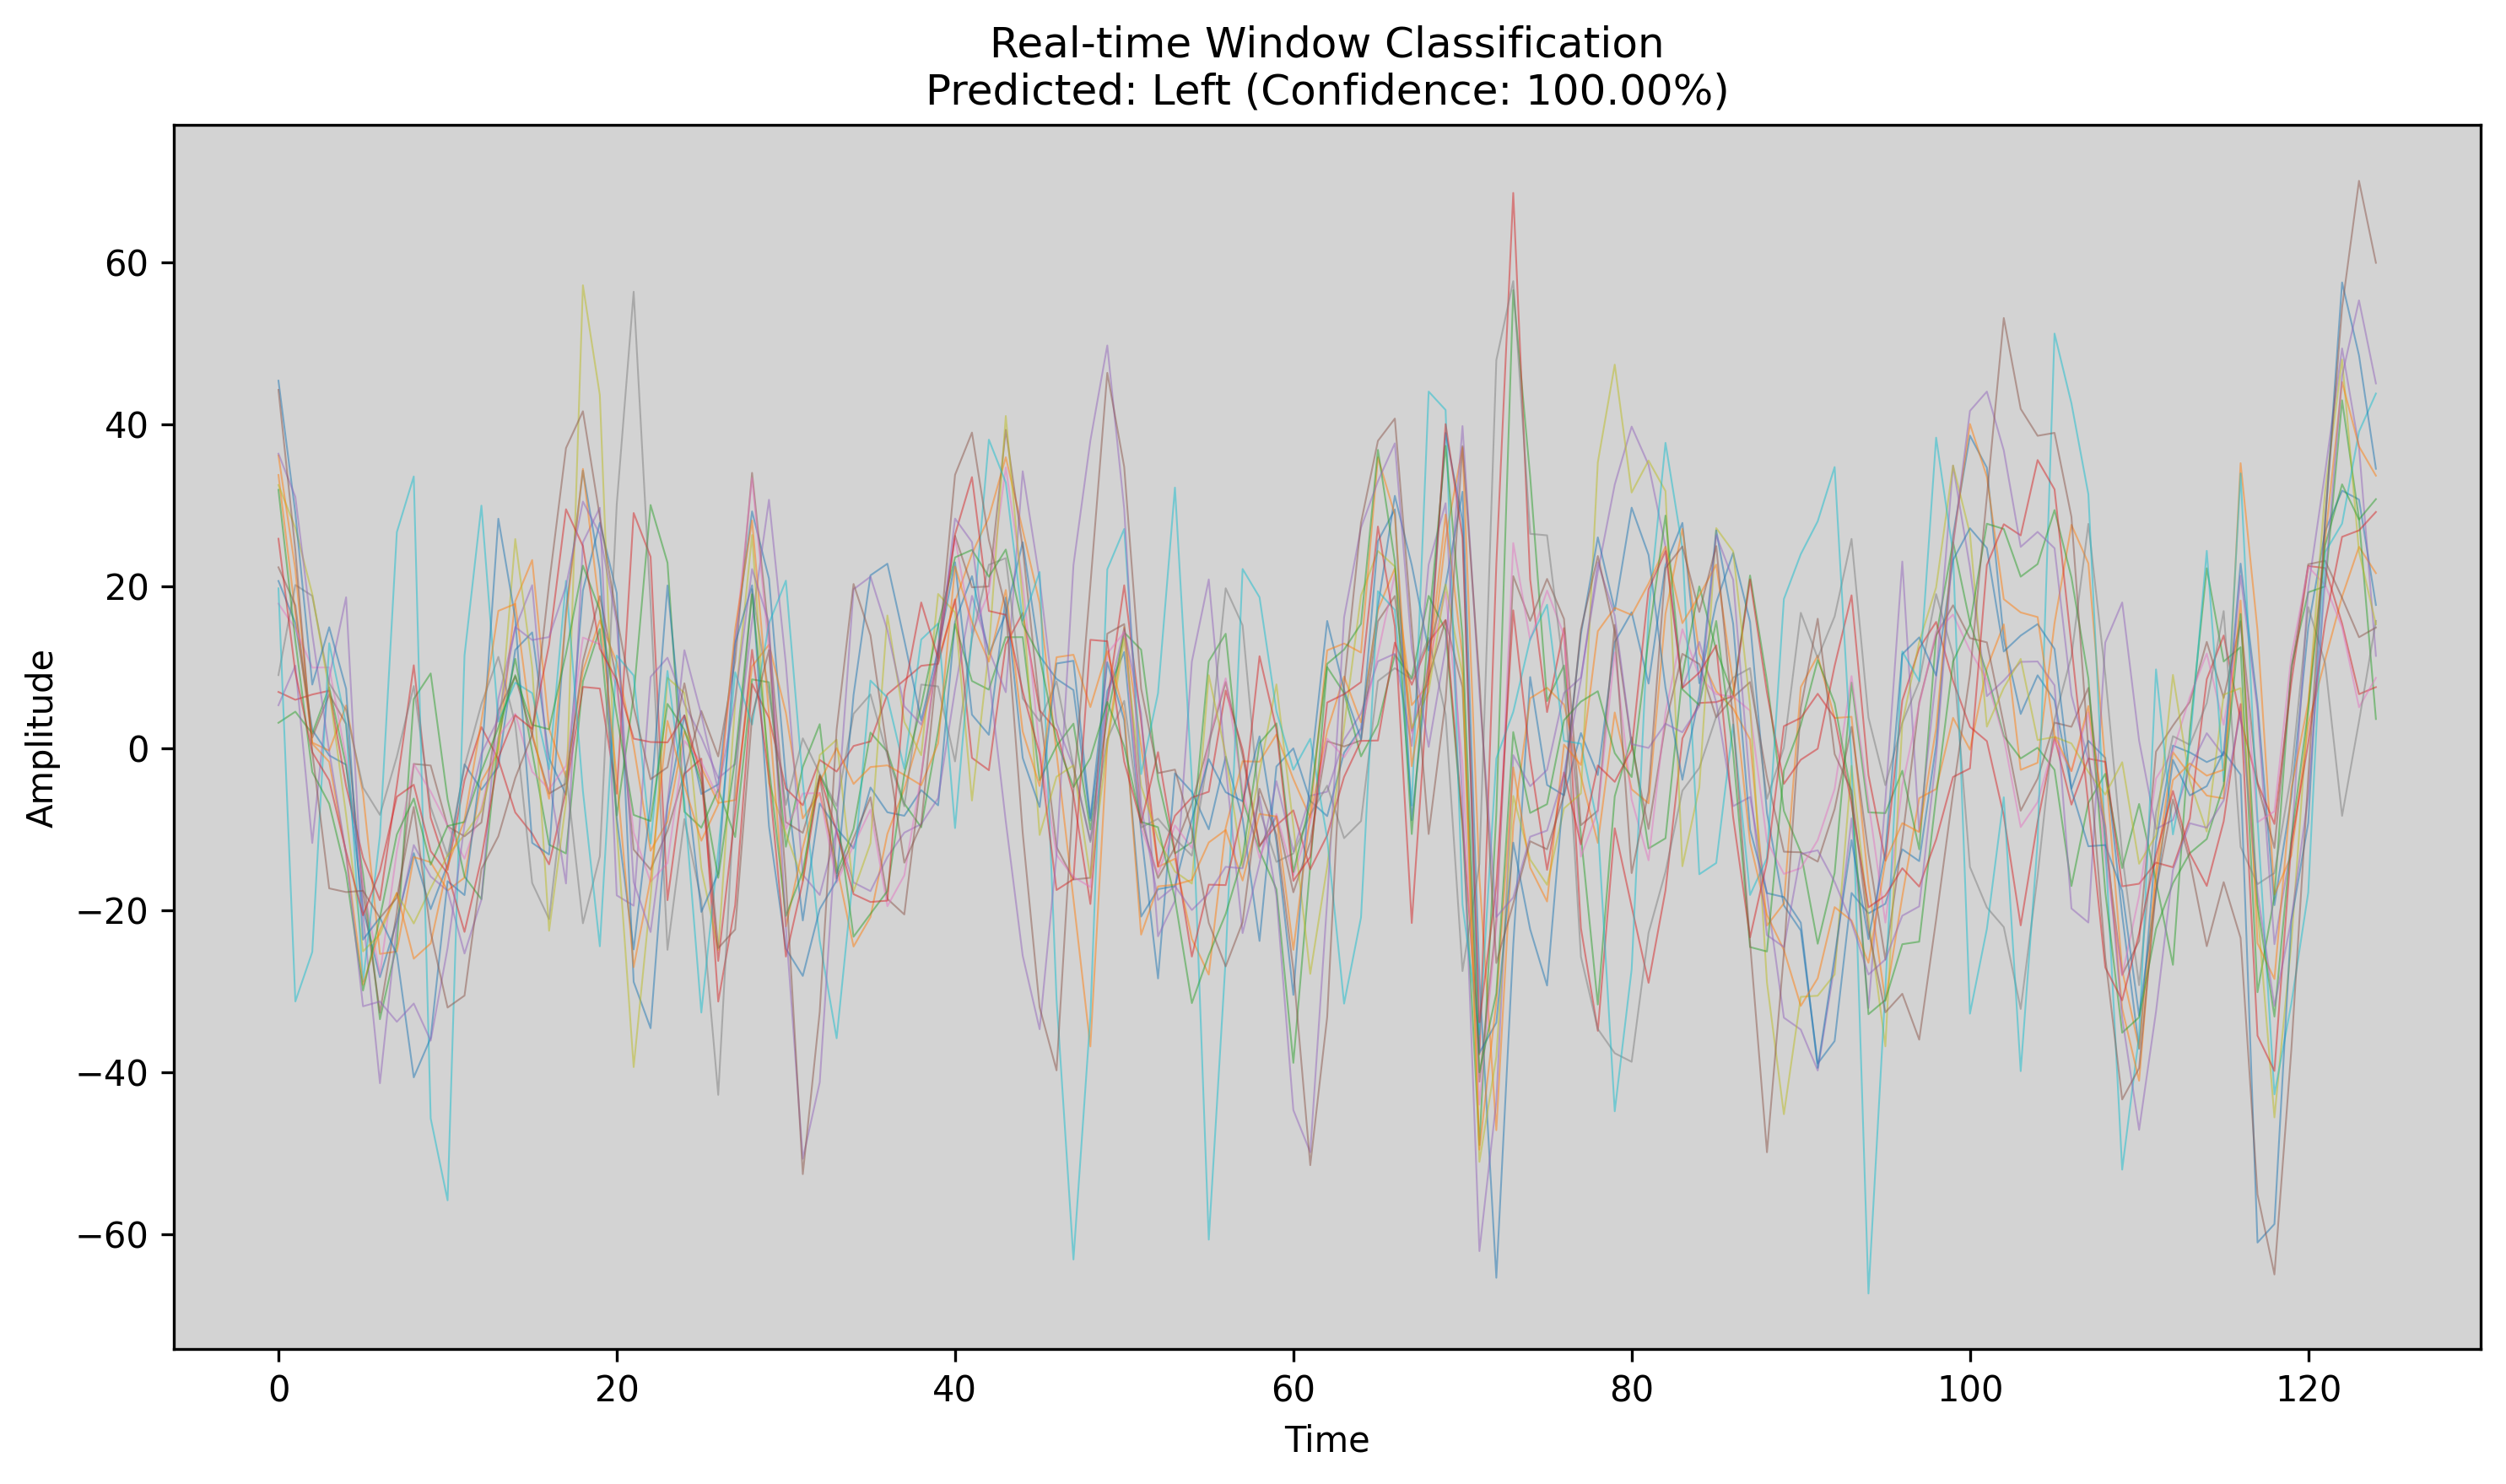 Real-time Window Classification
Predicted: Left (Confidence: 100.00%)
60
40
20
0
−20
−40
−60
Amplitude
0 20 40 60 80 100 120
Time